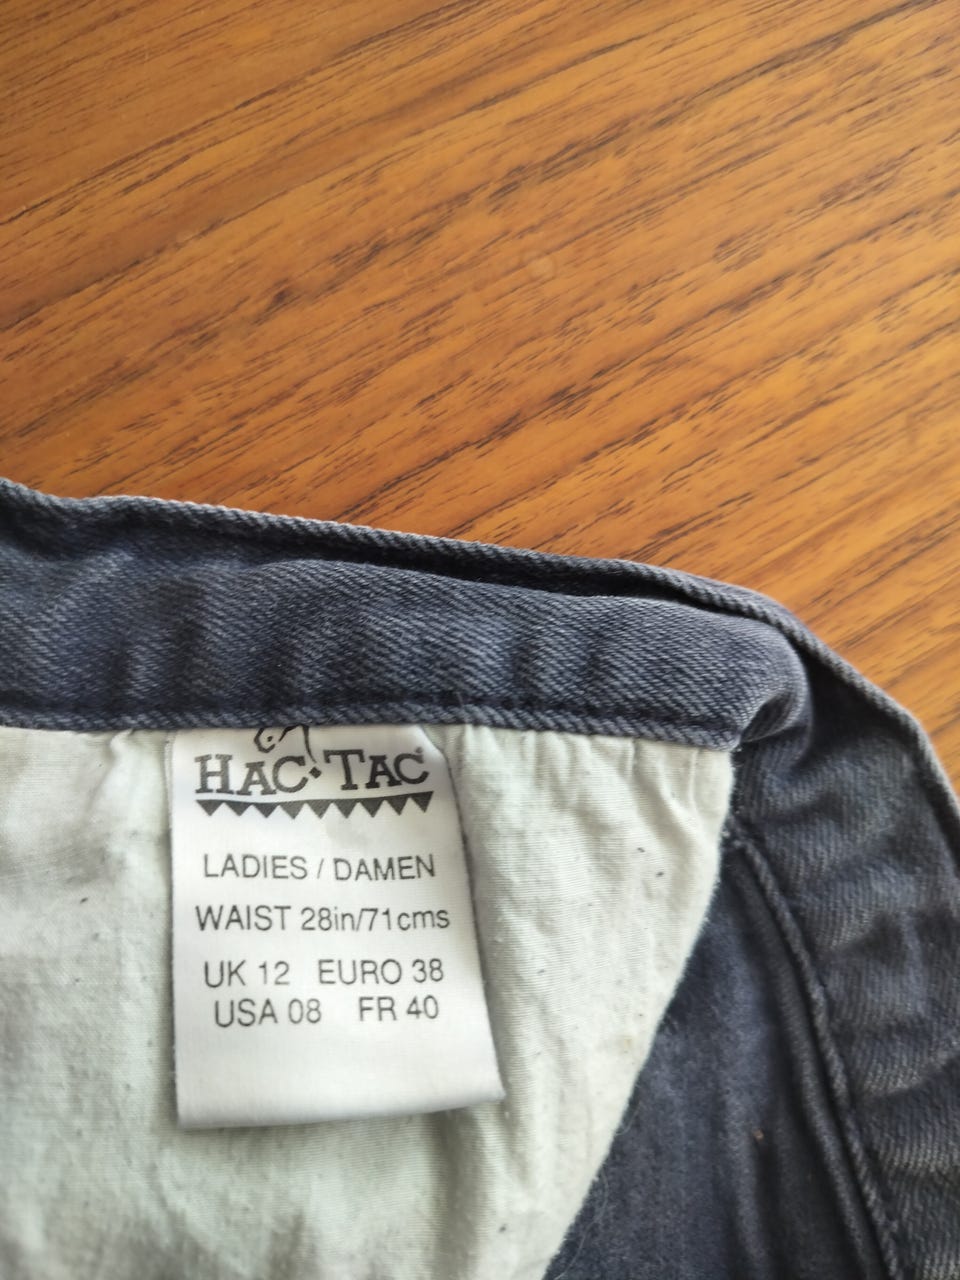 HAC·TAC®
LADIES / DAMEN
WAIST 28in/71cms
UK 12 EURO 38
USA 08 FR 40